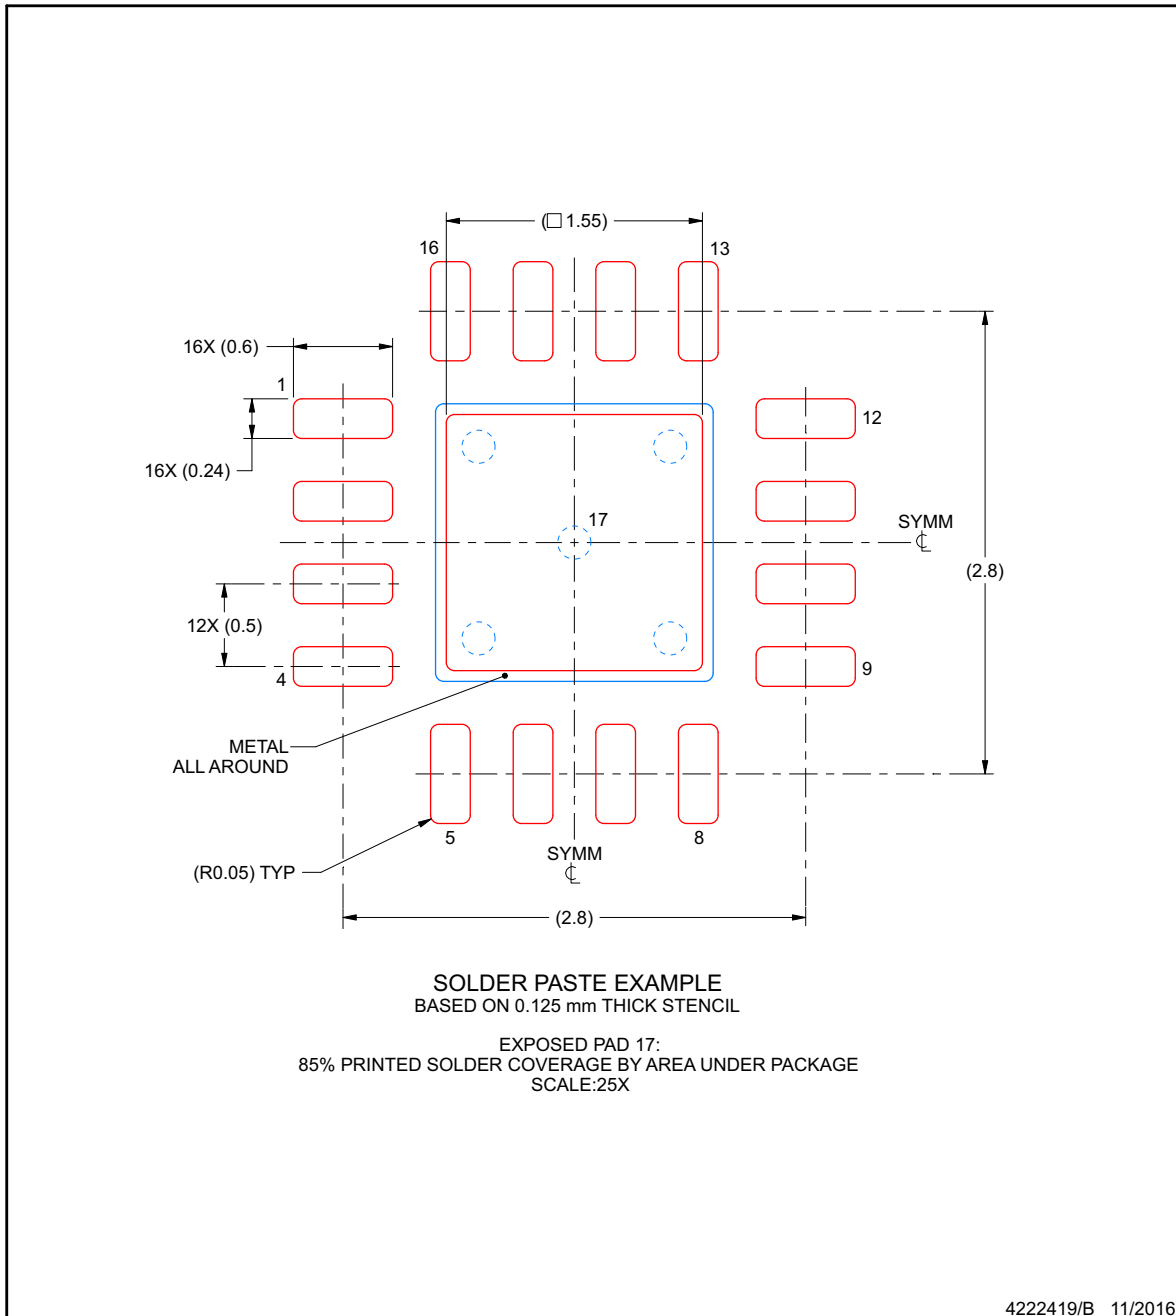 (□ 1.55)
16
13
16X (0.6)
1
12
16X (0.24)
17
SYMM
℄
(2.8)
12X (0.5)
4
9
METAL
ALL AROUND
5
8
SYMM
℄
(R0.05) TYP
(2.8)
SOLDER PASTE EXAMPLE
BASED ON 0.125 mm THICK STENCIL
EXPOSED PAD 17:
85% PRINTED SOLDER COVERAGE BY AREA UNDER PACKAGE
SCALE:25X
4222419/B 11/2016